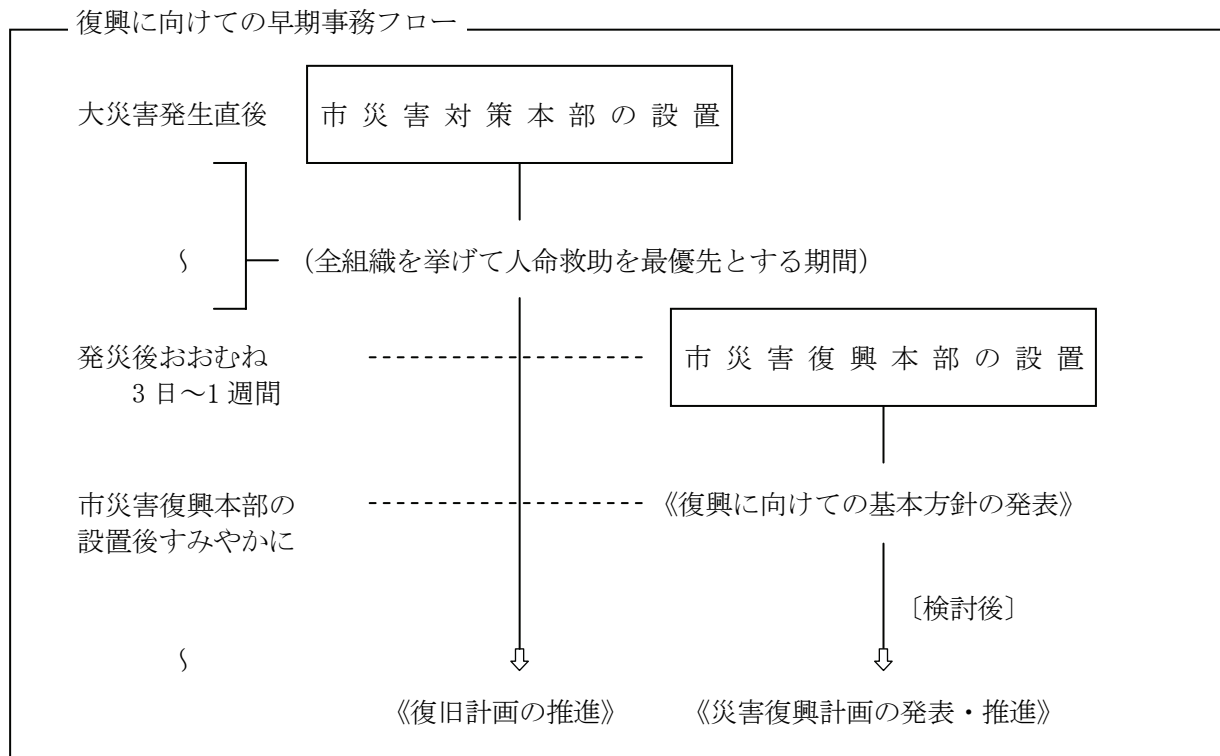 復興に向けての早期事務フロー
大災害発生直後
市災害対策本部の設置
～
（全組織を挙げて人命救助を最優先とする期間）
発災後おおむね
3日～1週間
市災害復興本部の設置
市災害復興本部の
設置後すみやかに
《復興に向けての基本方針の発表》
〔検討後〕
～
《復旧計画の推進》
《災害復興計画の発表・推進》